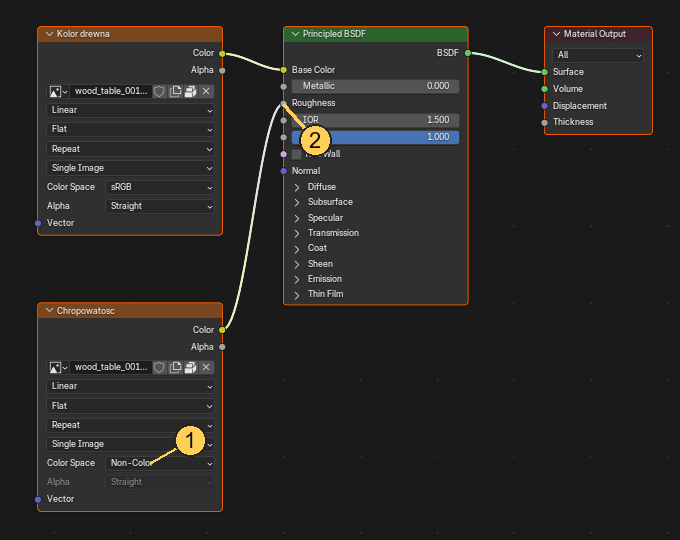 Kolor drewna
Color
Alpha
wood_table_001...
Linear
Flat
Repeat
Single Image
Color Space sRGB
Alpha Straight
Vector
Principled BSDF
BSDF
Base Color
Metallic 0.000
Roughness
IOR 1.500
1.000
2
Wall
Normal
Diffuse
Subsurface
Specular
Transmission
Coat
Sheen
Emission
Thin Film
Material Output
All
Surface
Volume
Displacement
Thickness
Chropowatosc
Color
Alpha
wood_table_001...
Linear
Flat
Repeat
Single Image
1
Color Space Non-Color
Alpha Straight
Vector